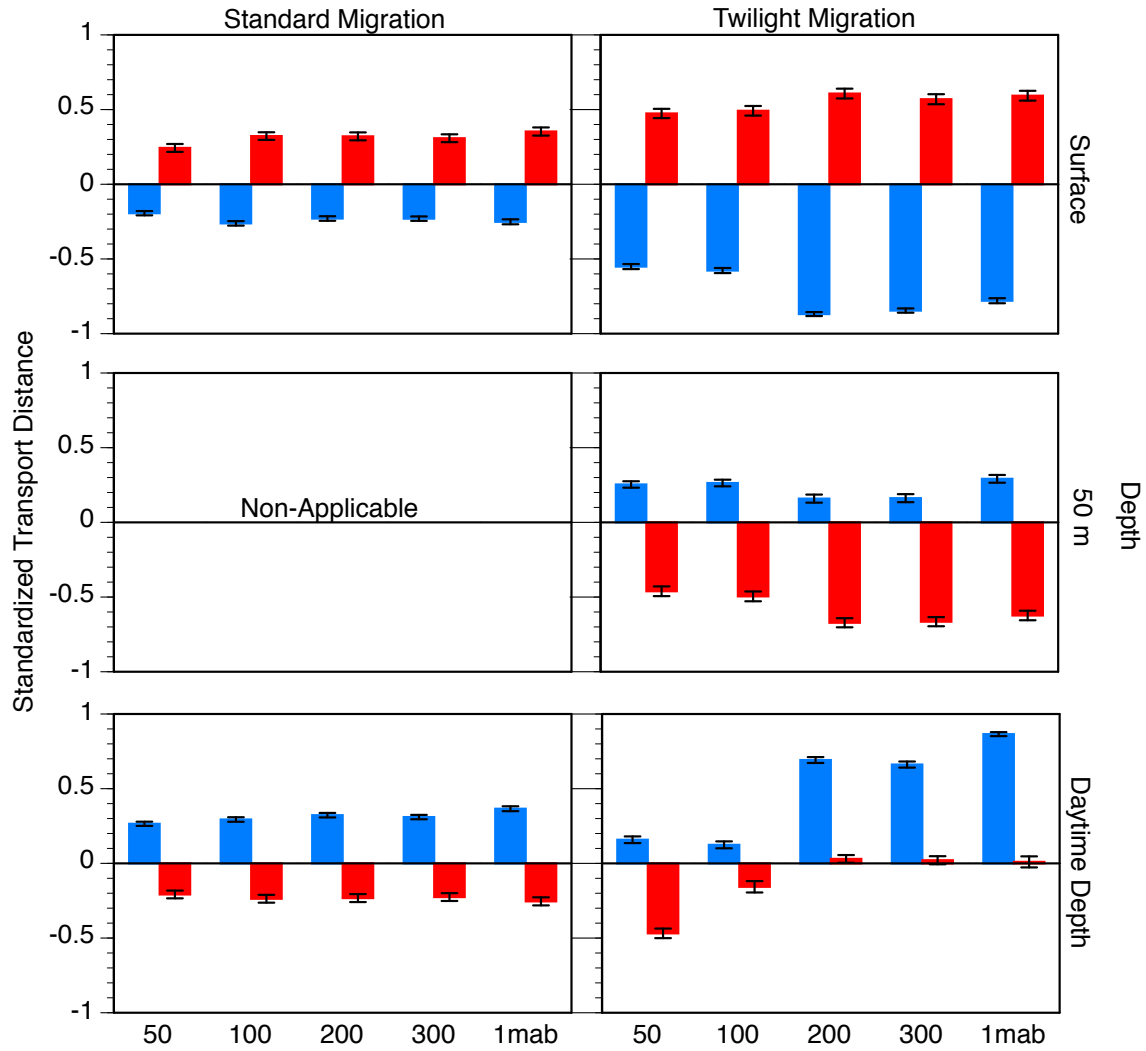 Standard Migration
Twilight Migration
1
0.5
0
-0.5
-1
Surface
1
0.5
0
-0.5
-1
Non-Applicable
50 m
Depth
Standardized Transport Distance
1
0.5
0
-0.5
-1
Daytime Depth
50 100 200 300 1mab
50 100 200 300 1mab